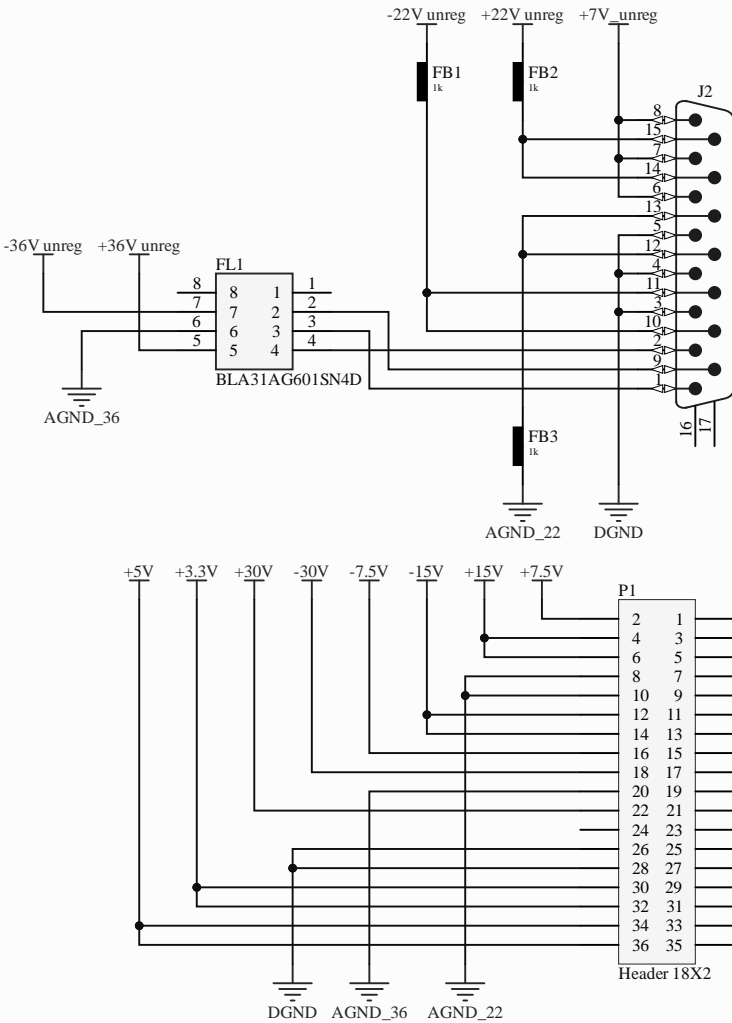 -22V unreg +22V unreg +7V_unreg
FB1
1k
FB2
1k
J2
8
15
7
14
6
13
5
12
4
11
3
10
2
9
1
16
17
-36V unreg +36V unreg
FL1
8 8 1 1
7 7 2 2
6 6 3 3
5 5 4 4
BLA31AG601SN4D
AGND_36
FB3
1k
AGND_22 DGND
+5V +3.3V +30V -30V -7.5V -15V +15V +7.5V
P1
2 1
4 3
6 5
8 7
10 9
12 11
14 13
16 15
18 17
20 19
22 21
24 23
26 25
28 27
30 29
32 31
34 33
36 35
Header 18X2
DGND AGND_36 AGND_22